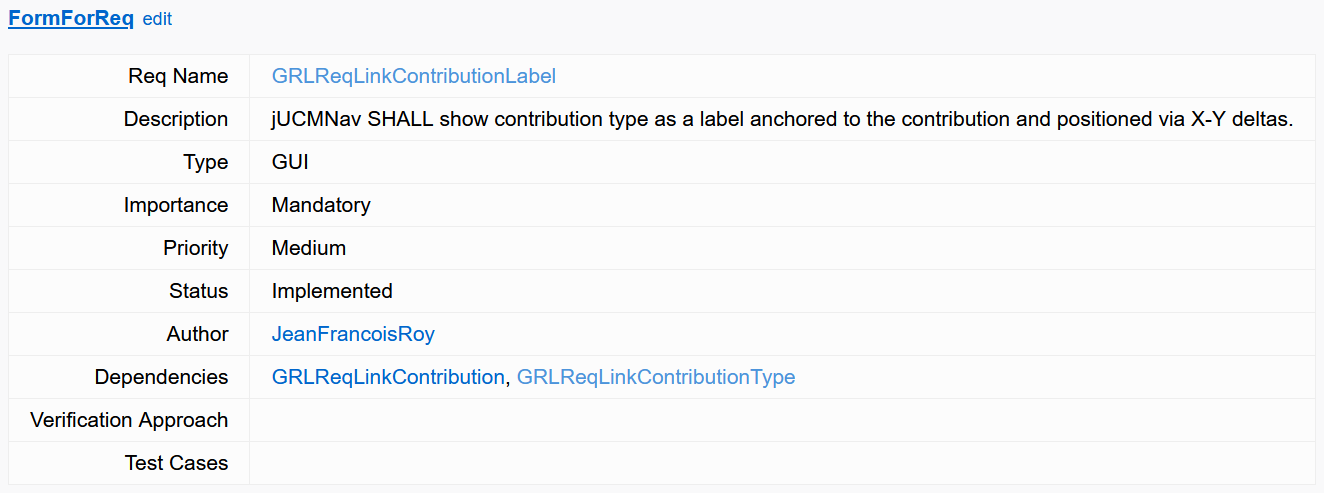 FormForReq edit
Req Name GRLReqLinkContributionLabel
Description jUCMNav SHALL show contribution type as a label anchored to the contribution and positioned via X-Y deltas.
Type GUI
Importance Mandatory
Priority Medium
Status Implemented
Author JeanFrancoisRoy
Dependencies GRLReqLinkContribution, GRLReqLinkContributionType
Verification Approach
Test Cases